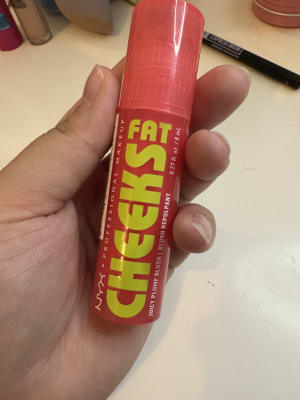 FAT
CHEEKS
NYX PROFESSIONAL MAKEUP
JUICY PLUMP BLUSH | BLUSH REPULPANT
0.27 fl. oz. / 8 mL